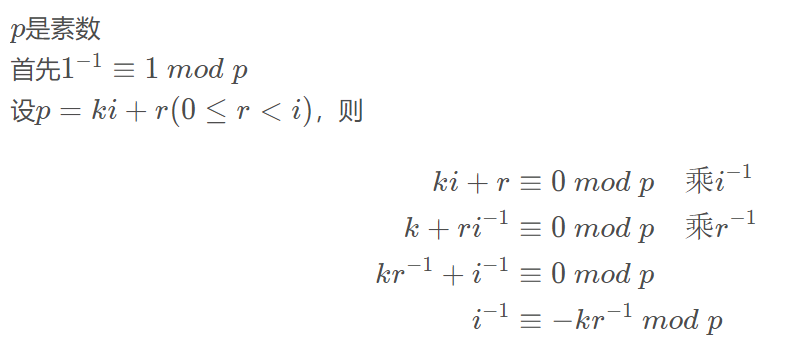 p是素数
首先1⁻¹ ≡ 1 mod p
设p = ki + r(0 ≤ r < i)，则
ki + r ≡ 0 mod p 乘i⁻¹
k + ri⁻¹ ≡ 0 mod p 乘r⁻¹
kr⁻¹ + i⁻¹ ≡ 0 mod p
i⁻¹ ≡ −kr⁻¹ mod p